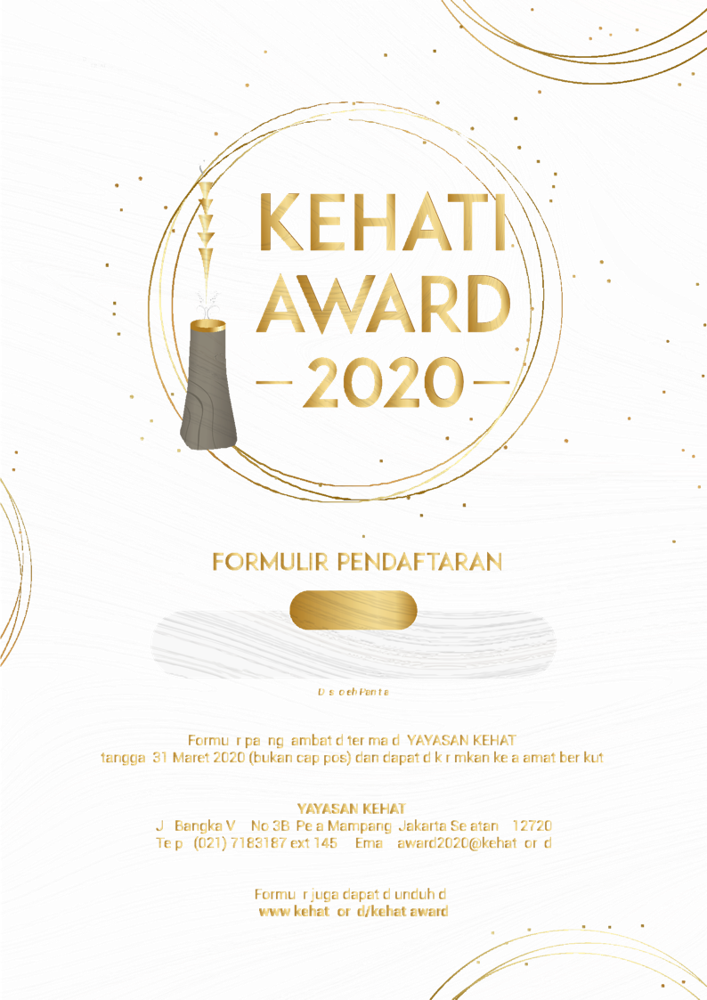 KEHATI
AWARD
–2020–
FORMULIR PENDAFTARAN
Formu r pa ng ambat d ter ma d YAYASAN KEHAT
tangga 31 Maret 2020 (bukan cap pos) dan dapat d k r mkan ke a amat ber kut
YAYASAN KEHAT
J Bangka V No 3B Pe a Mampang Jakarta Se atan 12720
Te p (021) 7183187 ext 145 Ema award2020@kehat or d
Formu r juga dapat d unduh d
www kehat or d/kehat award